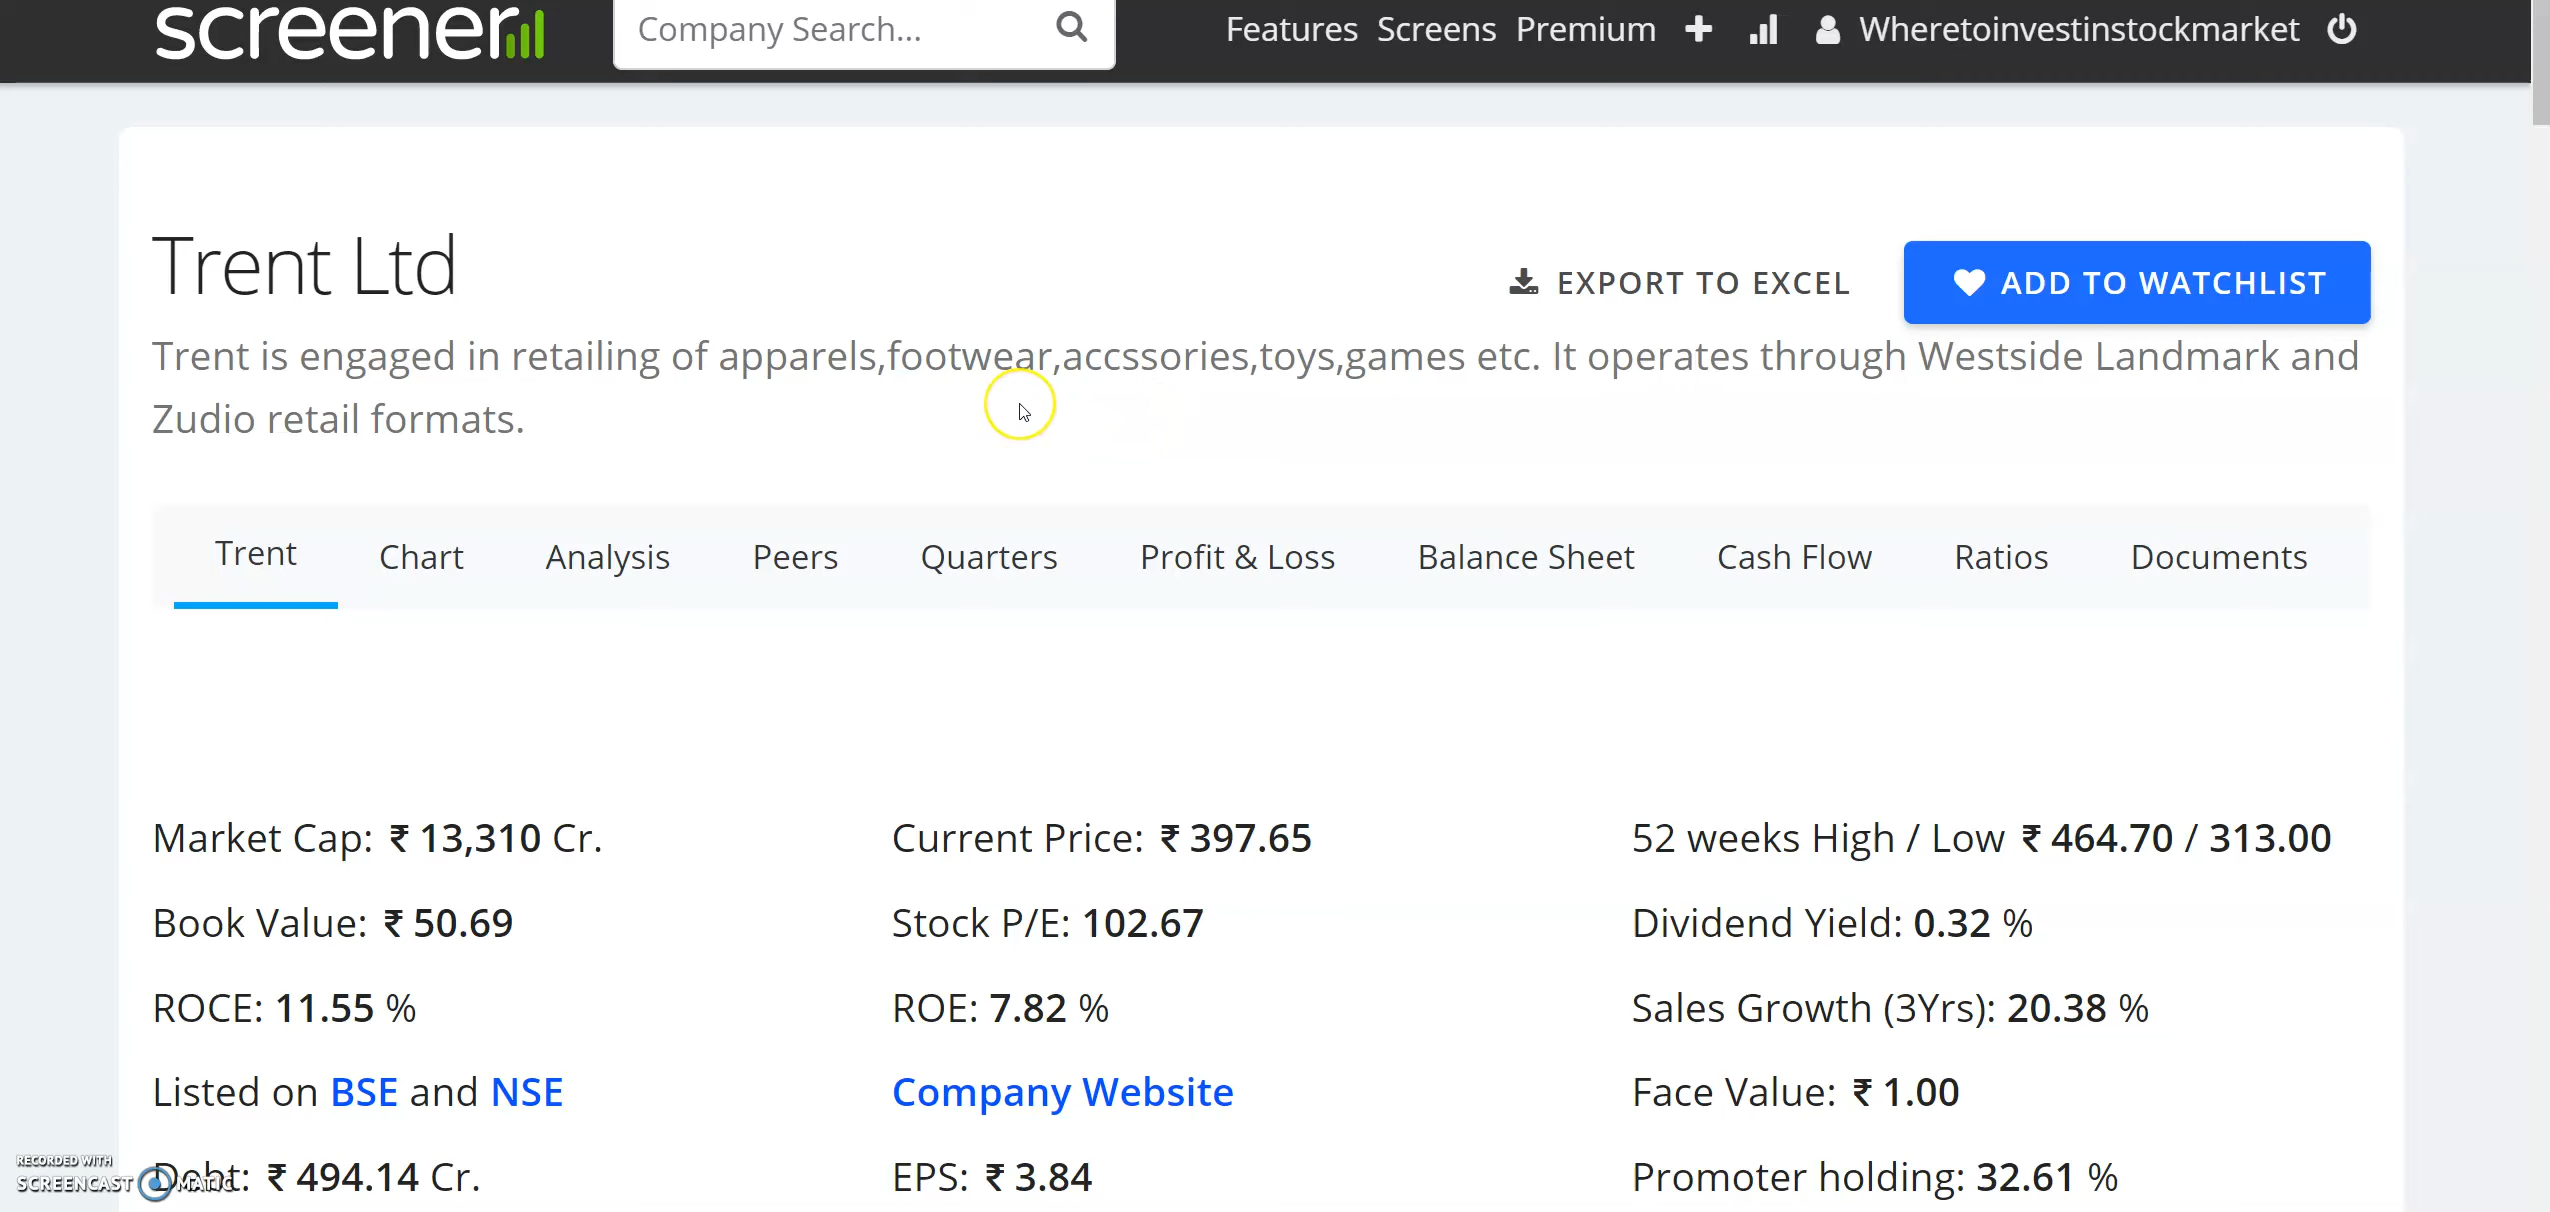 screener
Company Search...
Features Screens Premium Wheretoinvestinstockmarket
Trent Ltd
EXPORT TO EXCEL
ADD TO WATCHLIST
Trent is engaged in retailing of apparels,footwear,accssories,toys,games etc. It operates through Westside Landmark and
Zudio retail formats.
Trent Chart Analysis Peers Quarters Profit & Loss Balance Sheet Cash Flow Ratios Documents
Market Cap: ₹ 13,310 Cr. Current Price: ₹ 397.65 52 weeks High / Low ₹ 464.70 / 313.00
Book Value: ₹ 50.69 Stock P/E: 102.67 Dividend Yield: 0.32 %
ROCE: 11.55 % ROE: 7.82 % Sales Growth (3Yrs): 20.38 %
Listed on BSE and NSE Company Website Face Value: ₹ 1.00
Debt: ₹ 494.14 Cr. EPS: ₹ 3.84 Promoter holding: 32.61 %
RECORDED WITH
SCREENCAST MATIC